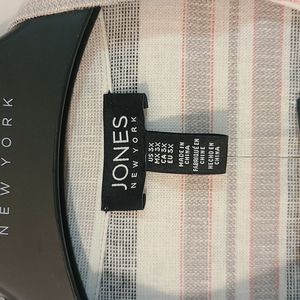 NEW YORK
JONES
NEW YORK
US 3X
MX 3X
CA 3X
EU 3X
MADE IN
CHINA
FABRIQUÉ EN
CHINE
HECHO EN
CHINA